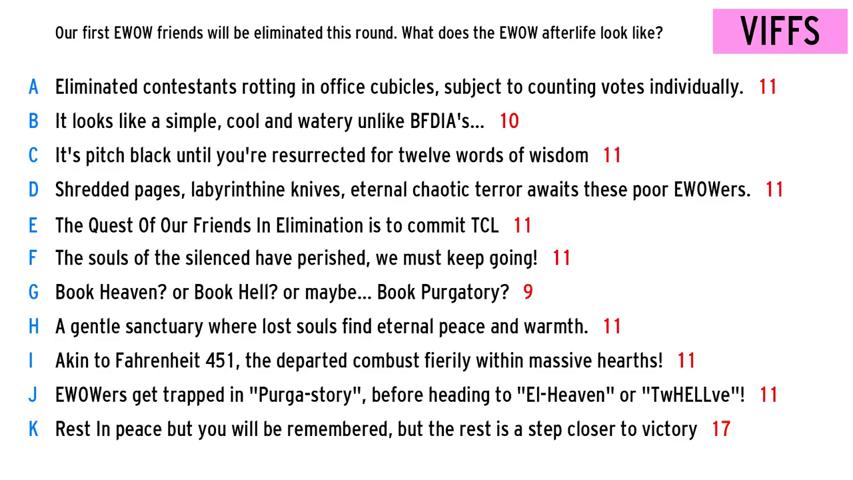 Our first EWOW friends will be eliminated this round. What does the EWOW afterlife look like?
VIFFS
A Eliminated contestants rotting in office cubicles, subject to counting votes individually. 11
B It looks like a simple, cool and watery unlike BFDIA's... 10
C It's pitch black until you're resurrected for twelve words of wisdom 11
D Shredded pages, labyrinthine knives, eternal chaotic terror awaits these poor EWOWers. 11
E The Quest Of Our Friends In Elimination is to commit TCL 11
F The souls of the silenced have perished, we must keep going! 11
G Book Heaven? or Book Hell? or maybe... Book Purgatory? 9
H A gentle sanctuary where lost souls find eternal peace and warmth. 11
I Akin to Fahrenheit 451, the departed combust fierily within massive hearths! 11
J EWOWers get trapped in "Purga-story", before heading to "El-Heaven" or "TwHELLve"! 11
K Rest In peace but you will be remembered, but the rest is a step closer to victory 17